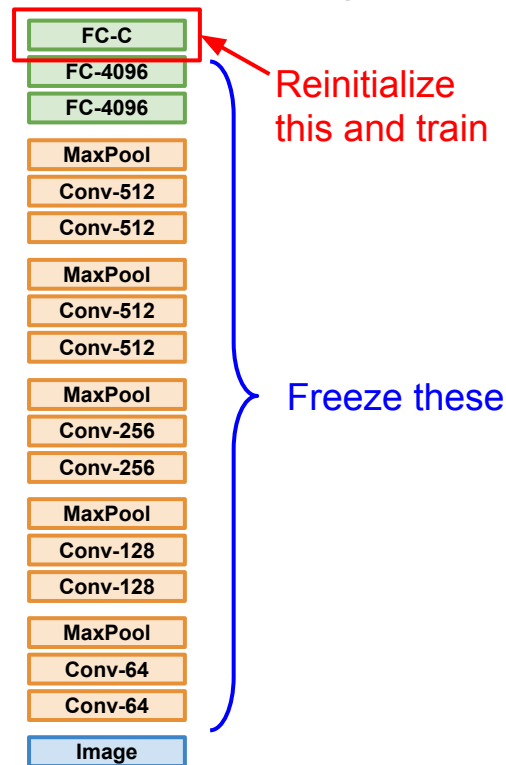 FC-C
FC-4096
FC-4096
Reinitialize
this and train
MaxPool
Conv-512
Conv-512
MaxPool
Conv-512
Conv-512
MaxPool
Conv-256
Conv-256
Freeze these
MaxPool
Conv-128
Conv-128
MaxPool
Conv-64
Conv-64
Image